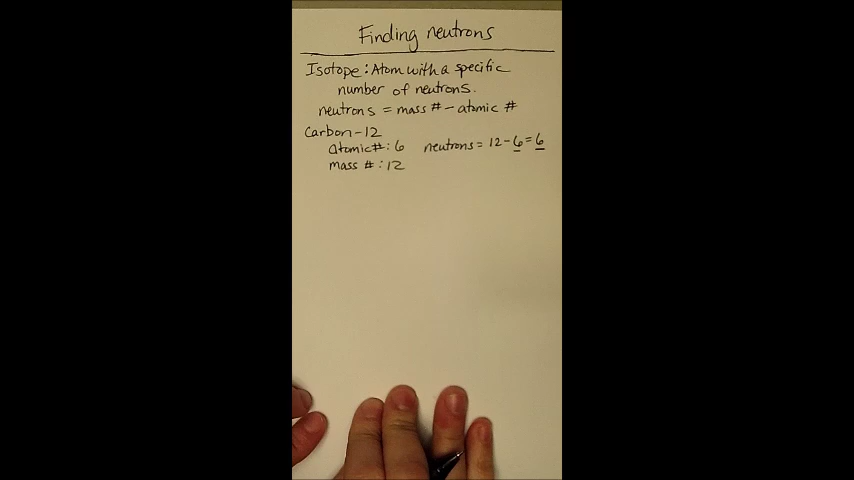 Finding neutrons
Isotope: Atom with a specific
number of neutrons.
neutrons = mass # - atomic #
Carbon-12
atomic #: 6 neutrons = 12 - 6 = 6
mass #: 12